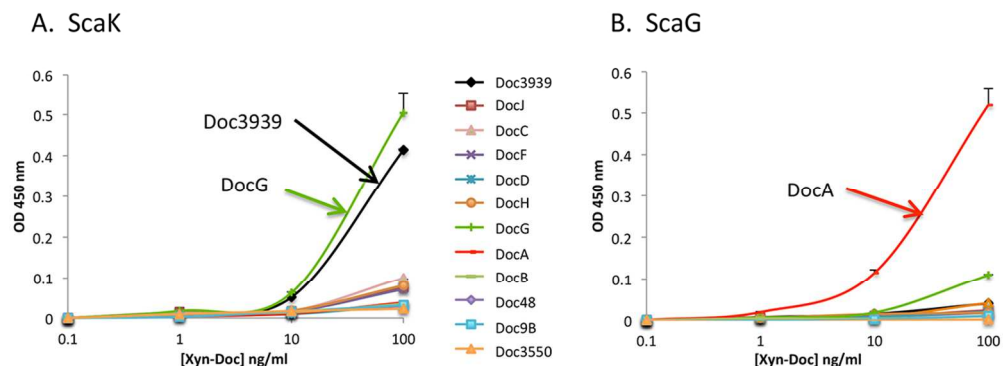 A. ScaK
0.6
0.5
0.4
0.3
0.2
0.1
0
OD 450 nm
0.1
1
10
100
[Xyn-Doc] ng/ml
Doc3939
DocG
Doc3939
DocJ
DocC
DocF
DocD
DocH
DocG
DocA
DocB
Doc48
Doc9B
Doc3550
B. ScaG
0.6
0.5
0.4
0.3
0.2
0.1
0
OD 450 nm
0.1
1
10
100
[Xyn-Doc] ng/ml
DocA